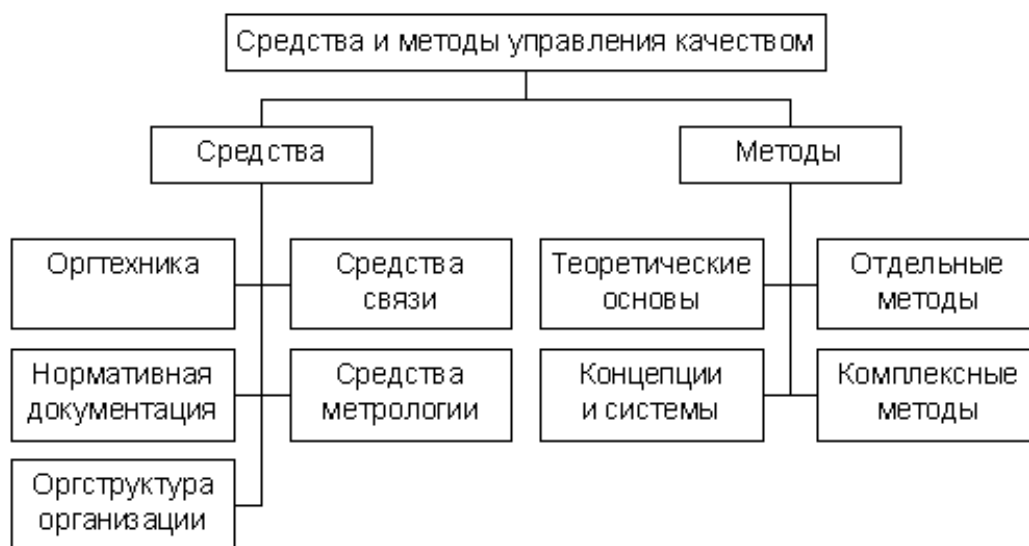 Средства и методы управления качеством
Средства
Методы
Оргтехника
Средства
связи
Теоретические
основы
Отдельные
методы
Нормативная
документация
Средства
метрологии
Концепции
и системы
Комплексные
методы
Оргструктура
организации